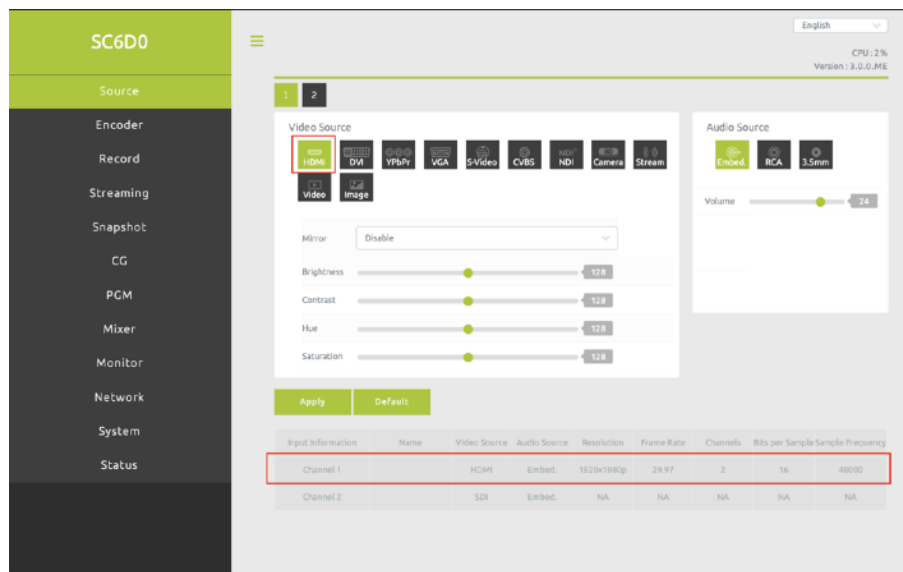 SC6D0
English
CPU : 2 %
Version : 3.0.0.ME
Source
Encoder
Record
Streaming
Snapshot
CG
PGM
Mixer
Monitor
Network
System
Status
1 2
Video Source
HDMI DVI YPbPr VGA S-Video CVBS NDI NDI Camera Stream
Video Image
Mirror Disable
Brightness 128
Contrast 128
Hue 128
Saturation 128
Audio Source
Embed. RCA 3.5mm
Volume 24
Apply Default
Input Information Name Video Source Audio Source Resolution Frame Rate Channels Bits per Sample Sample Frequency
Channel 1 HDMI Embed. 1920x1080p 29.97 2 16 48000
Channel 2 SDI Embed. NA NA NA NA NA